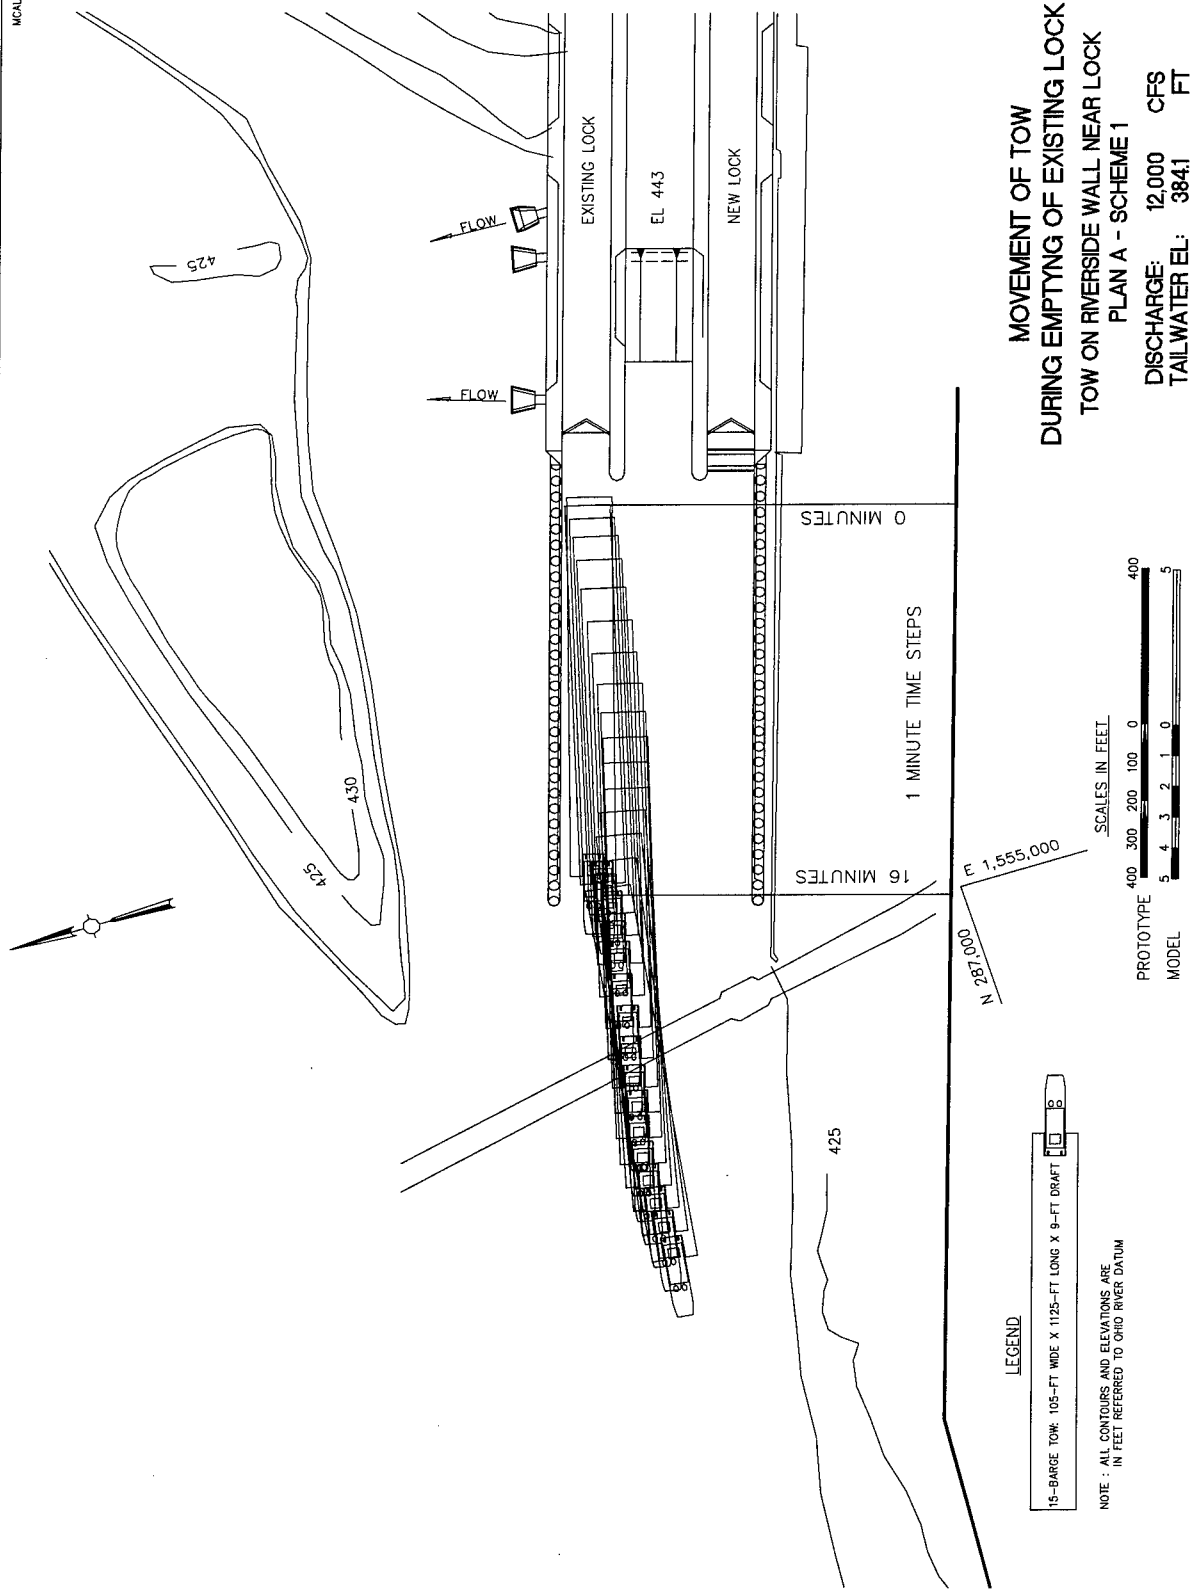 MCAL
425
FLOW
FLOW
EXISTING LOCK
EL 443
NEW LOCK
430
425
0 MINUTES
1 MINUTE TIME STEPS
16 MINUTES
E 1,555,000
N 287,000
425
MOVEMENT OF TOW
DURING EMPTYNG OF EXISTING LOCK
TOW ON RIVERSIDE WALL NEAR LOCK
PLAN A - SCHEME 1
DISCHARGE: 12,000 CFS
TAILWATER EL: 384.1 FT
SCALES IN FEET
PROTOTYPE 400 300 200 100 0 400
MODEL 5 4 3 2 1 0 5
LEGEND
15-BARGE TOW: 105-FT WIDE X 1125-FT LONG X 9-FT DRAFT
NOTE : ALL CONTOURS AND ELEVATIONS ARE
IN FEET REFERRED TO OHIO RIVER DATUM